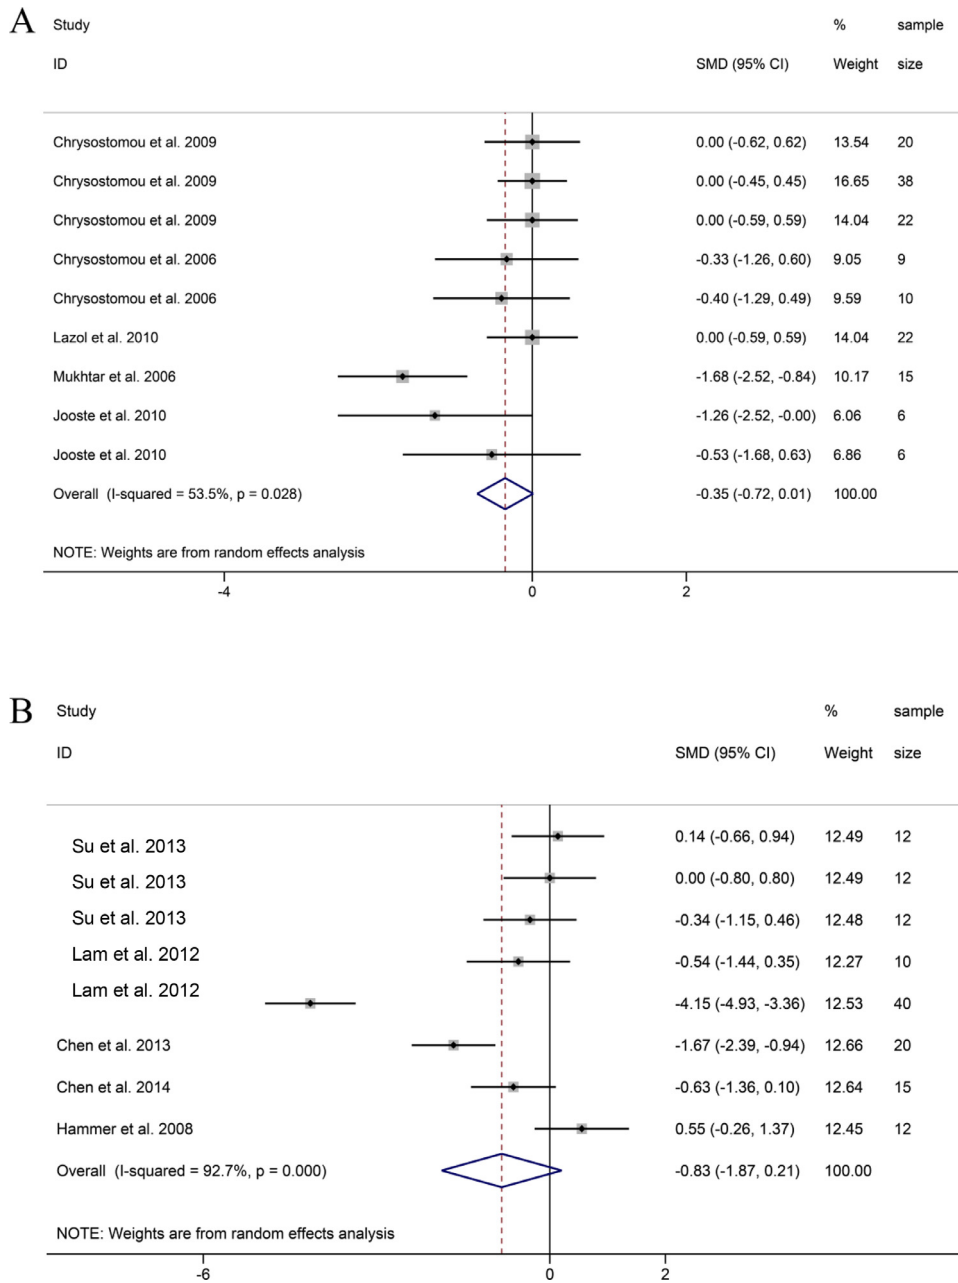 A Study % sample
ID SMD (95% CI) Weight size
Chrysostomou et al. 2009 0.00 (-0.62, 0.62) 13.54 20
Chrysostomou et al. 2009 0.00 (-0.45, 0.45) 16.65 38
Chrysostomou et al. 2009 0.00 (-0.59, 0.59) 14.04 22
Chrysostomou et al. 2006 -0.33 (-1.26, 0.60) 9.05 9
Chrysostomou et al. 2006 -0.40 (-1.29, 0.49) 9.59 10
Lazol et al. 2010 0.00 (-0.59, 0.59) 14.04 22
Mukhtar et al. 2006 -1.68 (-2.52, -0.84) 10.17 15
Jooste et al. 2010 -1.26 (-2.52, -0.00) 6.06 6
Jooste et al. 2010 -0.53 (-1.68, 0.63) 6.86 6
Overall (I-squared = 53.5%, p = 0.028) -0.35 (-0.72, 0.01) 100.00
NOTE: Weights are from random effects analysis
-4 0 2
B Study % sample
ID SMD (95% CI) Weight size
Su et al. 2013 0.14 (-0.66, 0.94) 12.49 12
Su et al. 2013 0.00 (-0.80, 0.80) 12.49 12
Su et al. 2013 -0.34 (-1.15, 0.46) 12.48 12
Lam et al. 2012 -0.54 (-1.44, 0.35) 12.27 10
Lam et al. 2012 -4.15 (-4.93, -3.36) 12.53 40
Chen et al. 2013 -1.67 (-2.39, -0.94) 12.66 20
Chen et al. 2014 -0.63 (-1.36, 0.10) 12.64 15
Hammer et al. 2008 0.55 (-0.26, 1.37) 12.45 12
Overall (I-squared = 92.7%, p = 0.000) -0.83 (-1.87, 0.21) 100.00
NOTE: Weights are from random effects analysis
-6 0 2